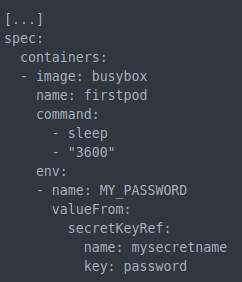 [...]
spec:
  containers:
  - image: busybox
    name: firstpod
    command:
      - sleep
      - "3600"
    env:
    - name: MY_PASSWORD
      valueFrom:
        secretKeyRef:
          name: mysecretname
          key: password